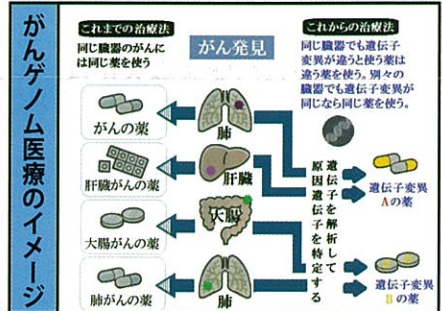 がんゲノム医療のイメージ
これまでの治療法
同じ臓器のがんに
は同じ薬を使う
がん発見
これからの治療法
同じ臓器でも遺伝子
変異が違うと使う薬は
違う薬を使う。別々の
臓器でも遺伝子変異が
同じなら同じ薬を使う。
がんの薬
肺
肝臓がんの薬
肝臓
大腸がんの薬
大腸
肺がんの薬
肺
遺伝子を解析して
原因遺伝子を特定する
遺伝子変異
Aの薬
遺伝子変異
Bの薬